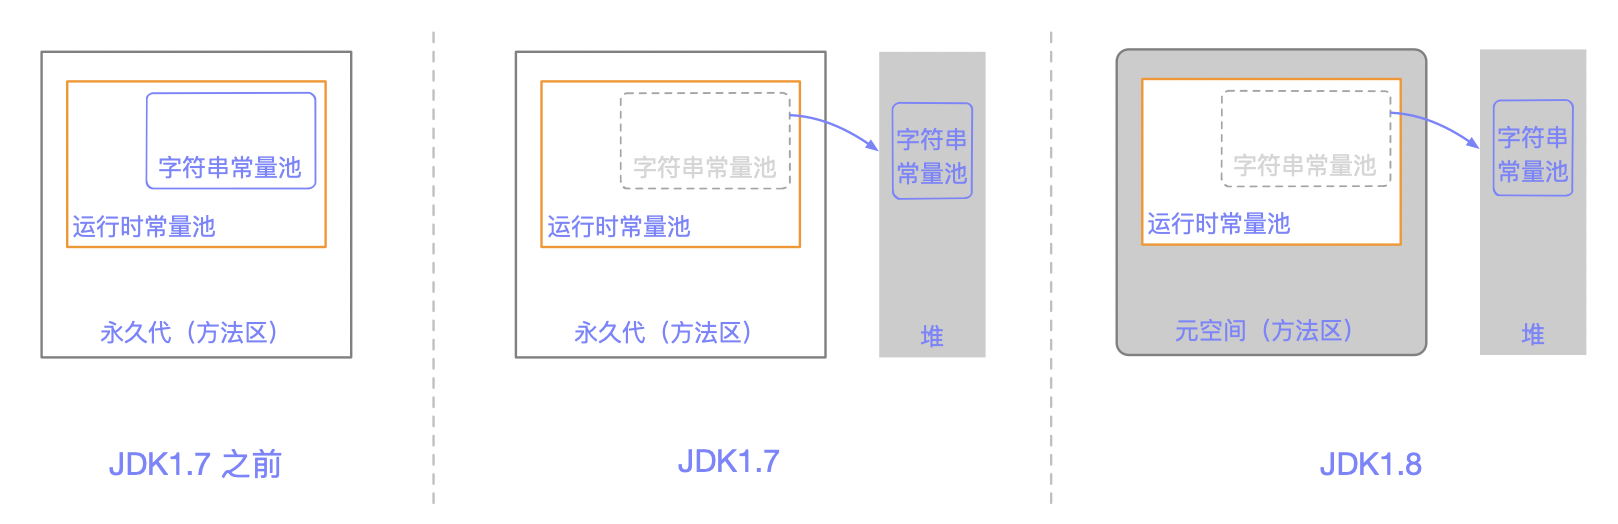 字符串常量池
运行时常量池
永久代（方法区）
JDK1.7 之前
字符串常量池
运行时常量池
永久代（方法区）
字符串
常量池
堆
JDK1.7
字符串常量池
运行时常量池
元空间（方法区）
字符串
常量池
堆
JDK1.8